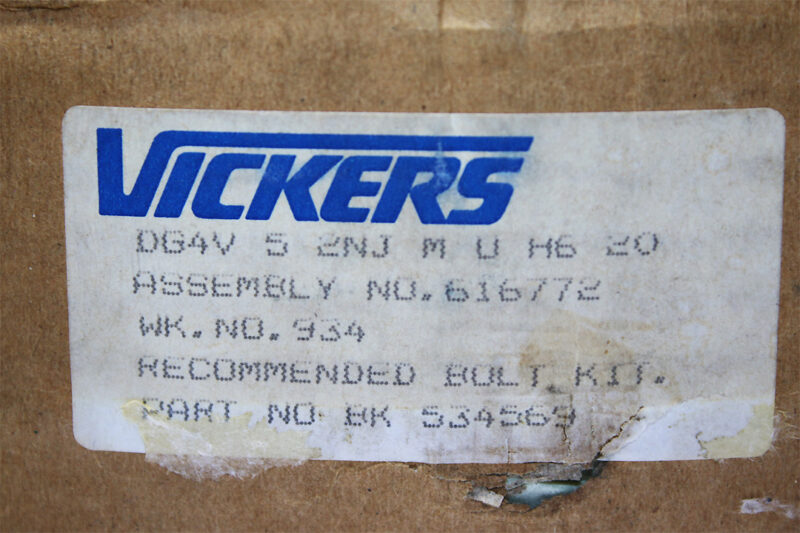 VICKERS
DG4V 5 2NJ M U H6 20
ASSEMBLY NO.616772
WK.NO.934
RECOMMENDED BOLT KIT.
PART NO BK 534569